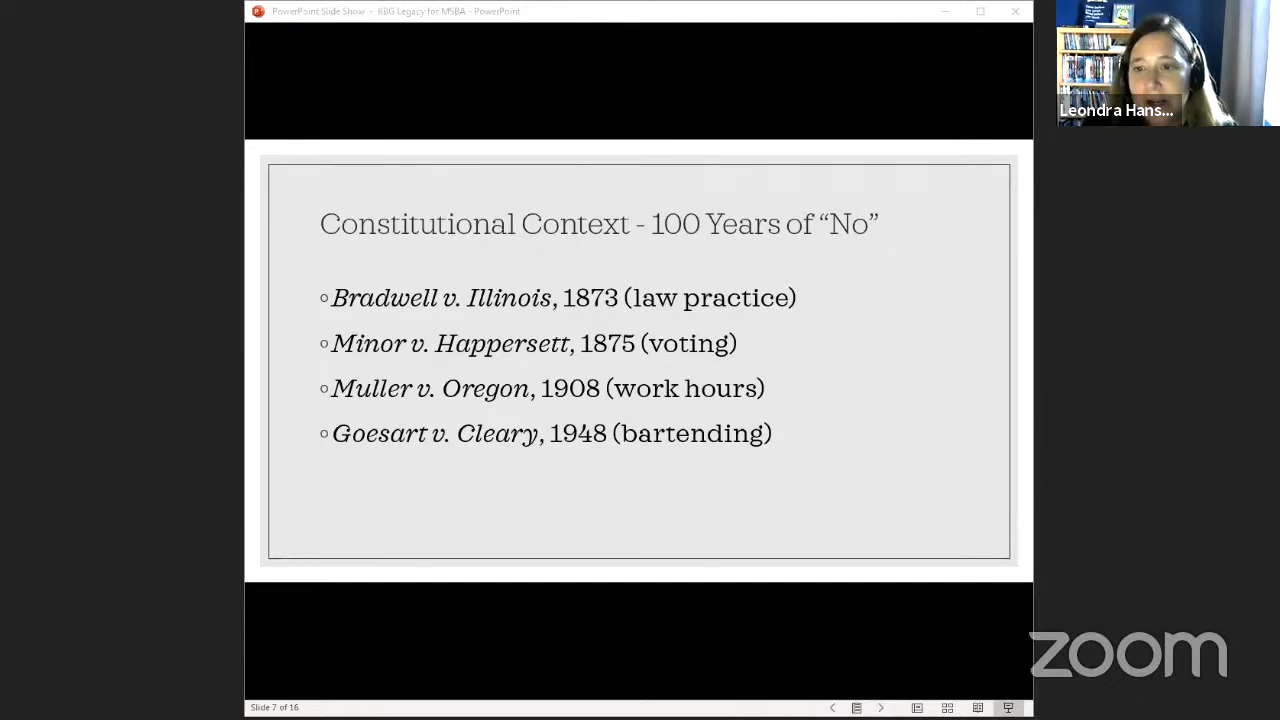 PowerPoint Slide Show - RBG Legacy for MSBA - PowerPoint
Leondra Hans...
Constitutional Context - 100 Years of “No”
Bradwell v. Illinois, 1873 (law practice)
Minor v. Happersett, 1875 (voting)
Muller v. Oregon, 1908 (work hours)
Goesart v. Cleary, 1948 (bartending)
zoom
Slide 7 of 16